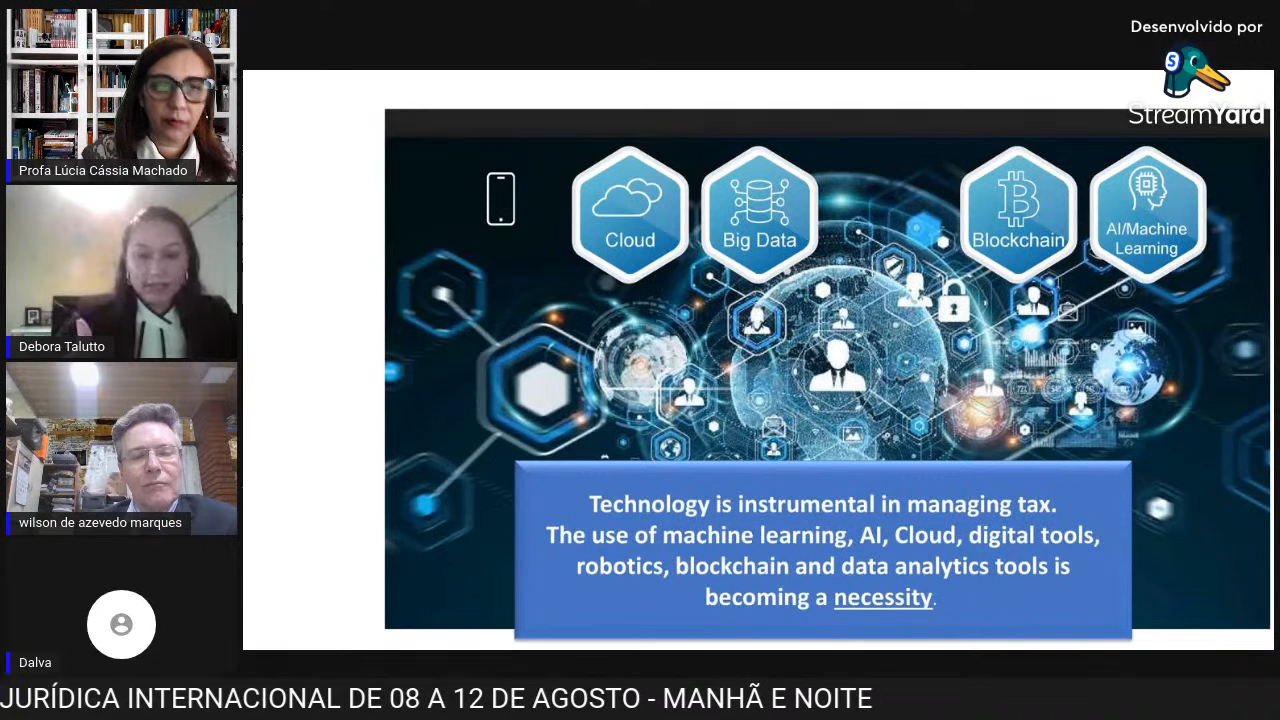 Desenvolvido por
StreamYard
Profa Lúcia Cássia Machado
Debora Talutto
wilson de azevedo marques
Dalva
Cloud
Big Data
Blockchain
AI/Machine
Learning
Technology is instrumental in managing tax.
The use of machine learning, AI, Cloud, digital tools,
robotics, blockchain and data analytics tools is
becoming a necessity.
JURÍDICA INTERNACIONAL DE 08 A 12 DE AGOSTO - MANHÃ E NOITE